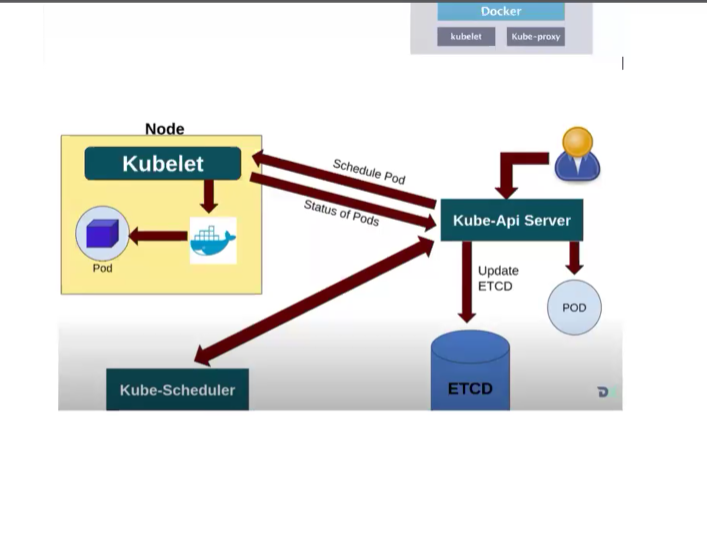 Docker
kubelet
Kube-proxy
Node
Kubelet
Schedule Pod
Status of Pods
Kube-Api Server
Pod
Update
ETCD
POD
Kube-Scheduler
ETCD
D